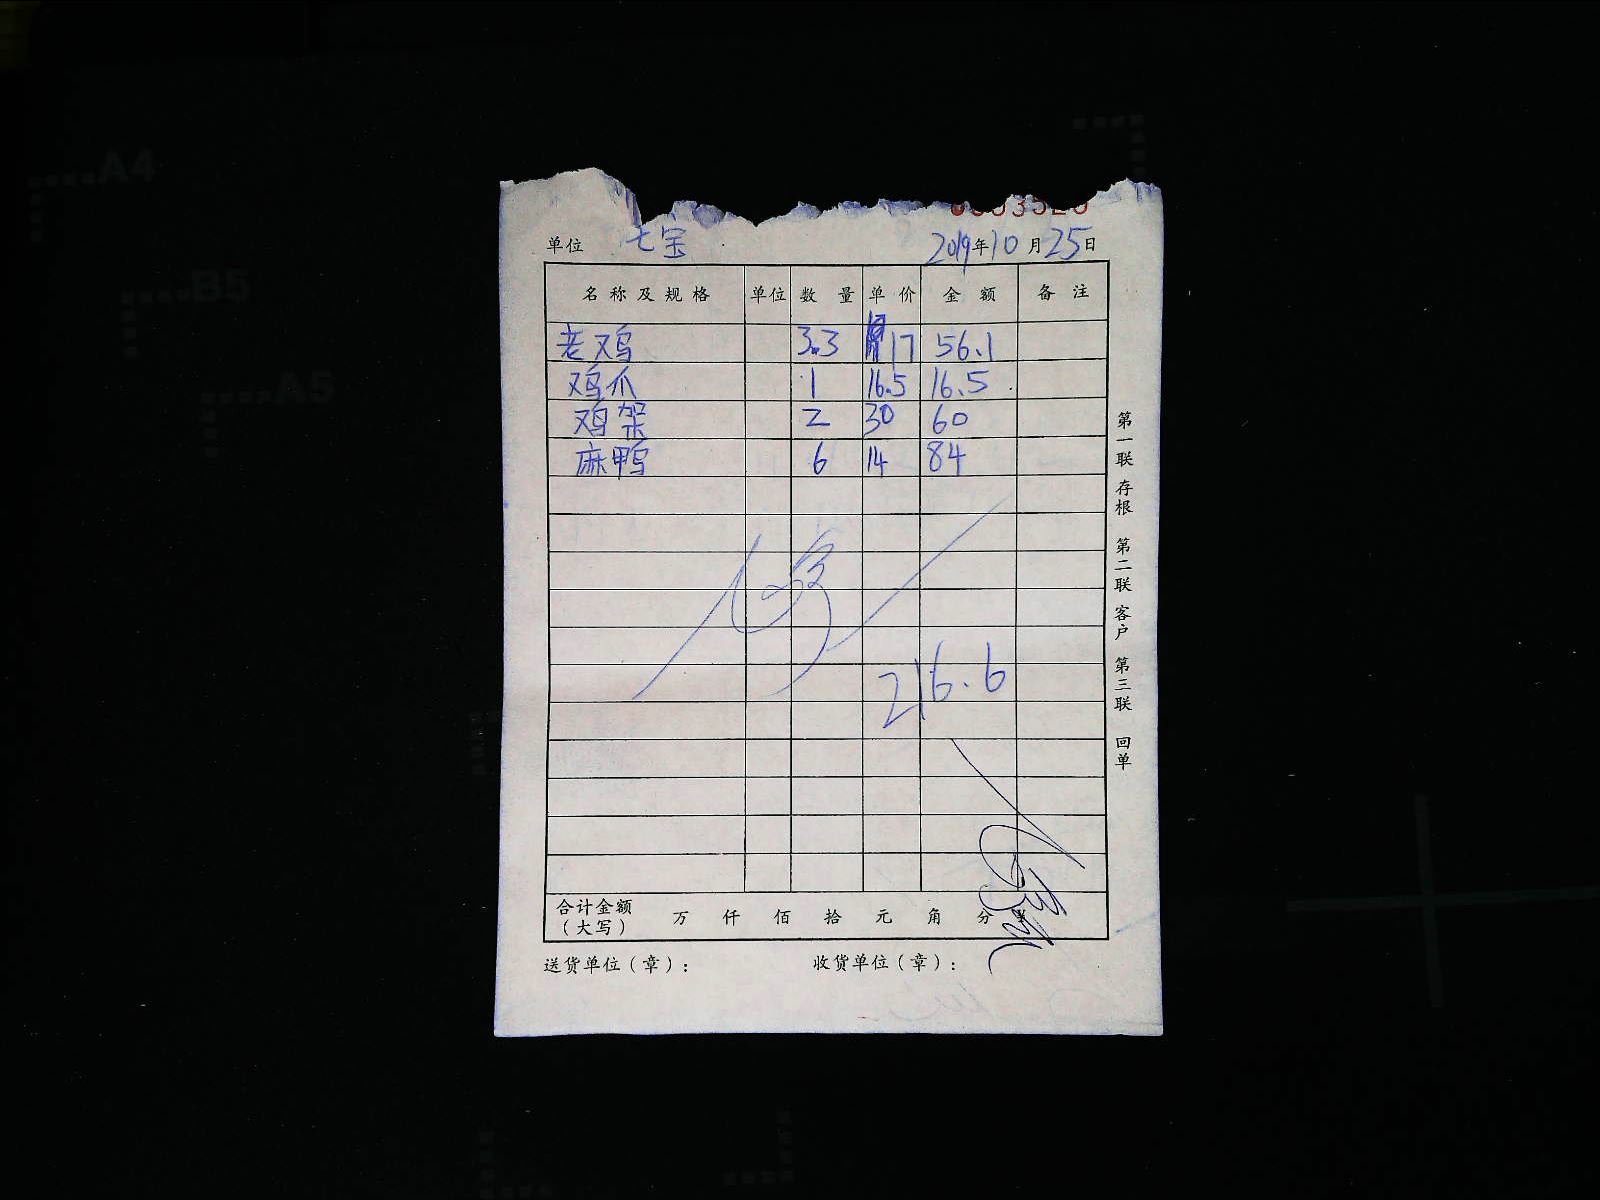 单位 七宝 2019年10月25日
名称及规格 单位 数量 单价 金额 备注
老鸡 3.3 17 56.1
鸡爪 1 16.5 16.5
鸡架 2 30 60
麻鸭 6 14 84
216.6
合计金额（大写） 万 仟 佰 拾 元 角 分 ¥
送货单位（章）： 收货单位（章）：
第一联 存根 第二联 客户 第三联 回单
A4
B5
A5